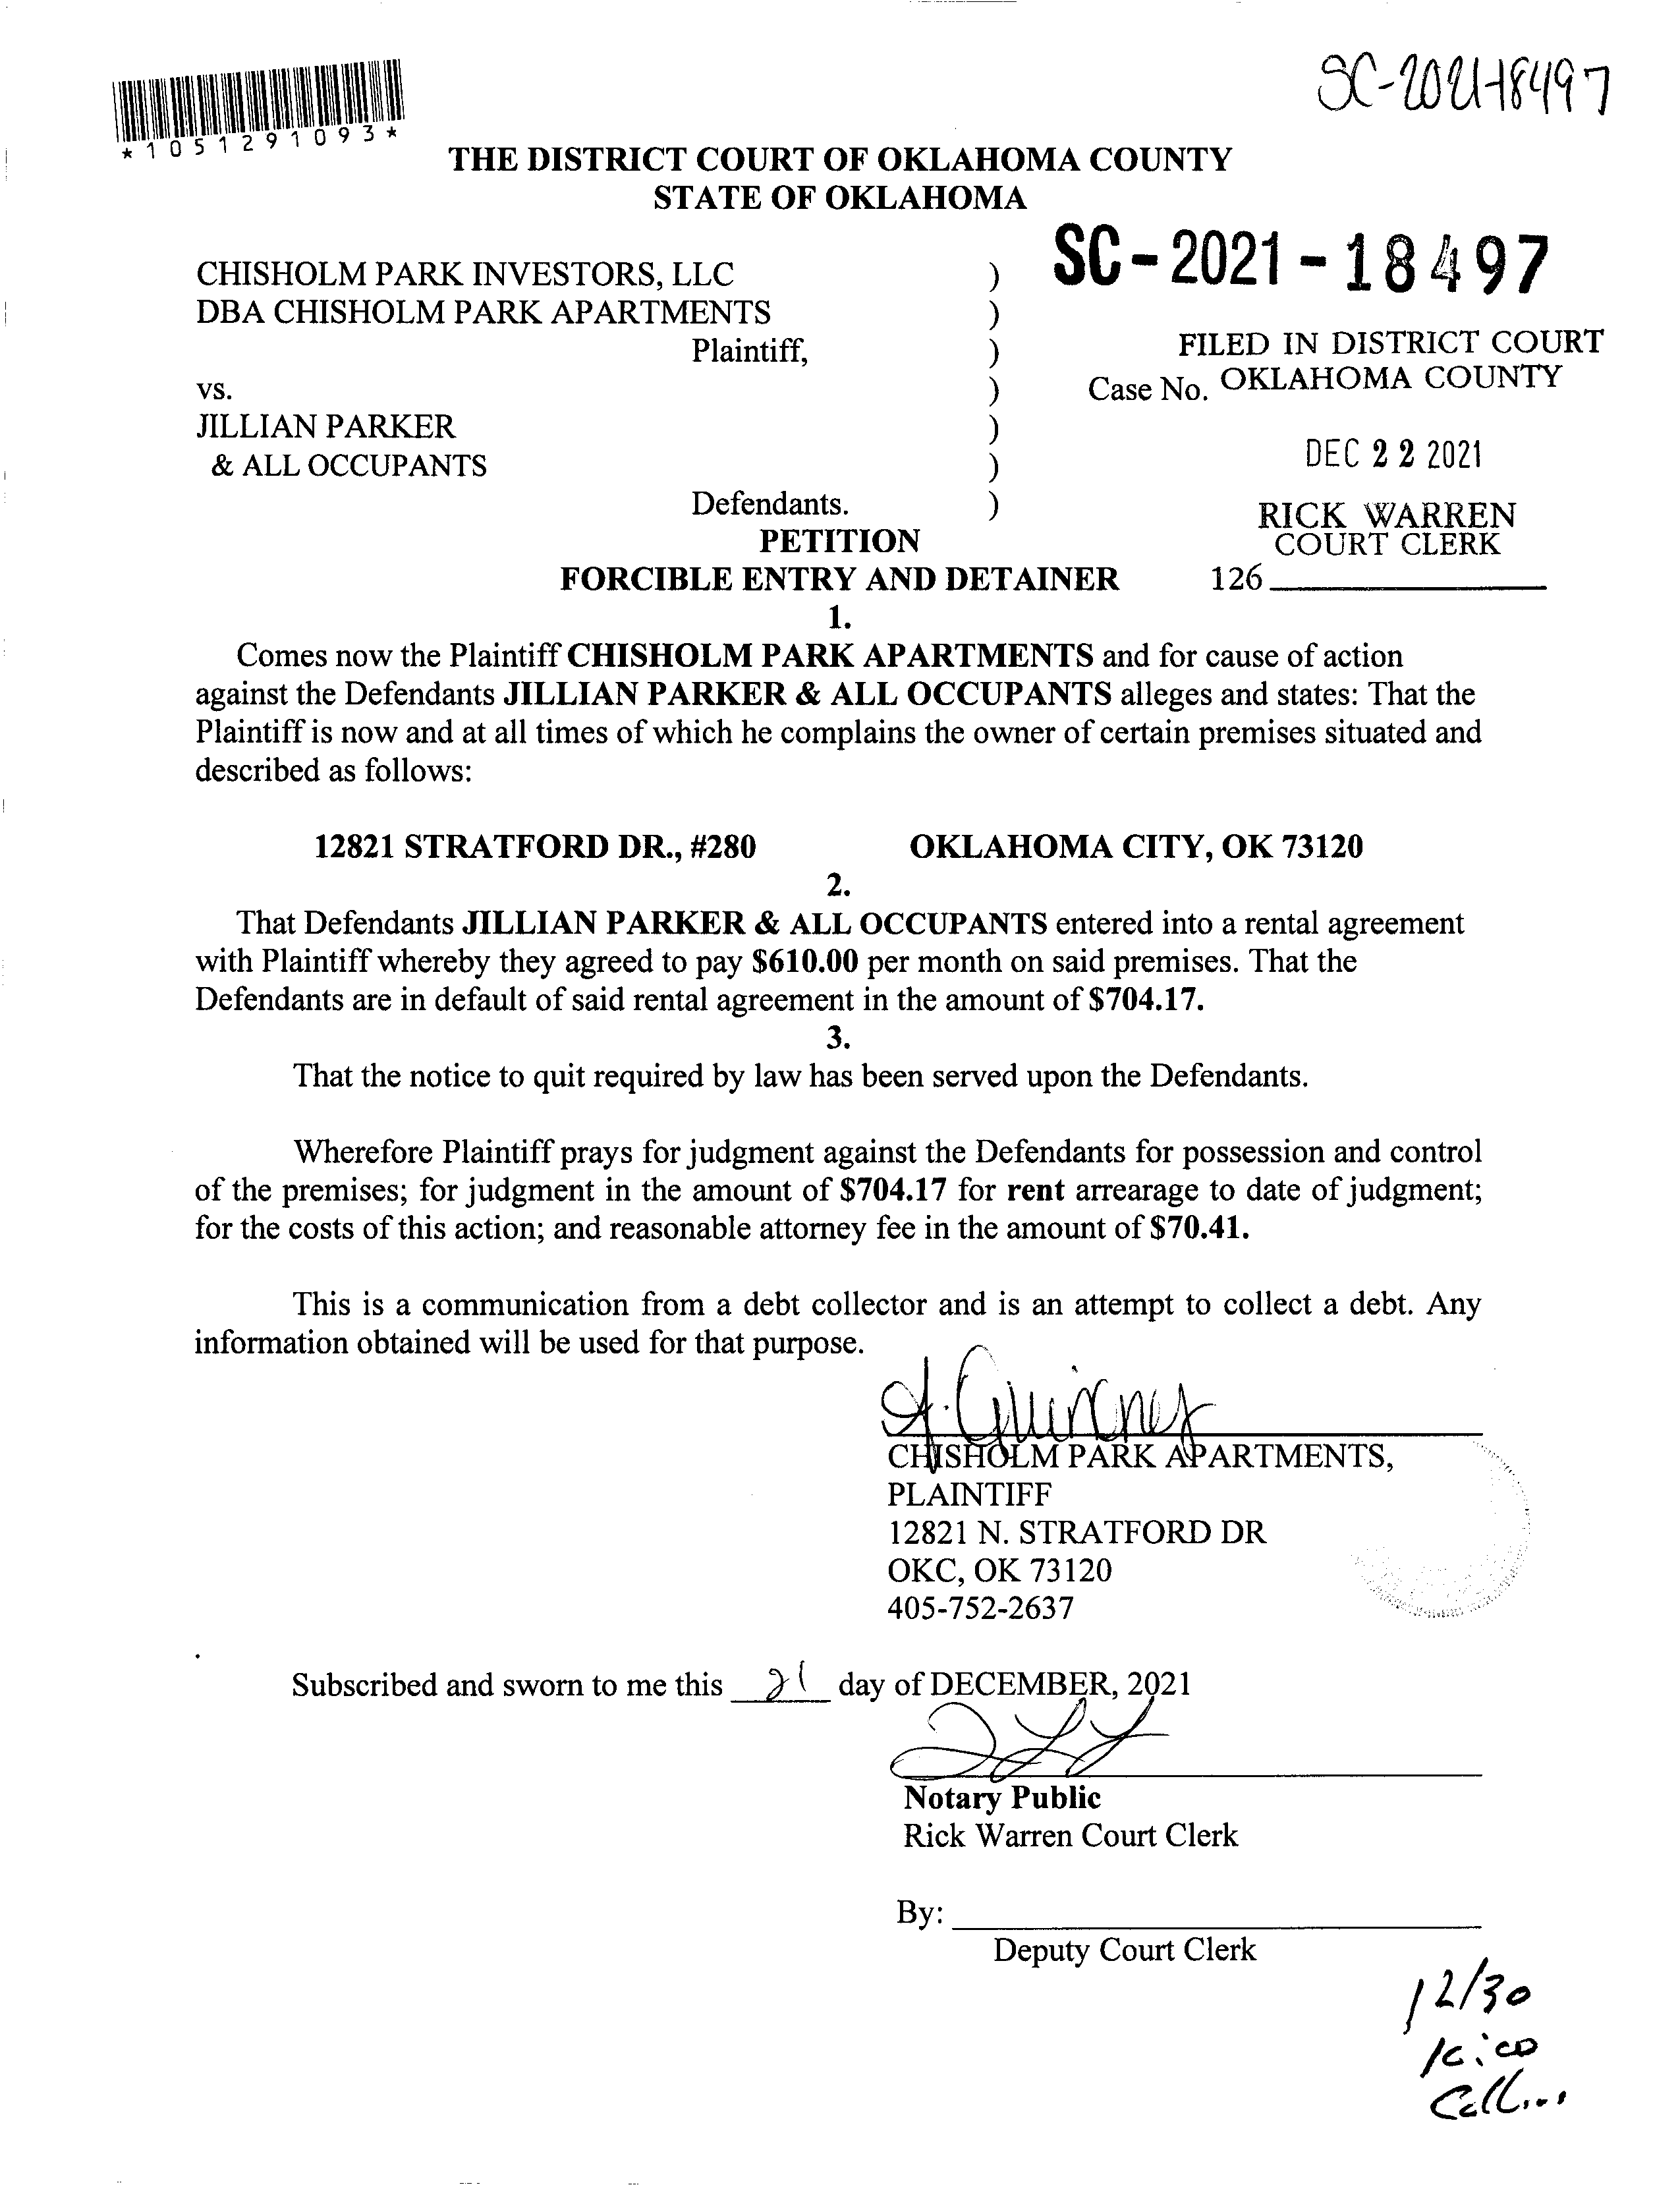 SC-2021-18497
*1051291093*
THE DISTRICT COURT OF OKLAHOMA COUNTY
STATE OF OKLAHOMA
SC-2021-18497
CHISHOLM PARK INVESTORS, LLC )
DBA CHISHOLM PARK APARTMENTS )
Plaintiff, )
FILED IN DISTRICT COURT
vs. ) Case No. OKLAHOMA COUNTY
JILLIAN PARKER )
& ALL OCCUPANTS )
DEC 22 2021
Defendants. )
RICK WARREN
COURT CLERK
PETITION
FORCIBLE ENTRY AND DETAINER
126
1.
Comes now the Plaintiff CHISHOLM PARK APARTMENTS and for cause of action
against the Defendants JILLIAN PARKER & ALL OCCUPANTS alleges and states: That the
Plaintiff is now and at all times of which he complains the owner of certain premises situated and
described as follows:
12821 STRATFORD DR., #280 OKLAHOMA CITY, OK 73120
2.
That Defendants JILLIAN PARKER & ALL OCCUPANTS entered into a rental agreement
with Plaintiff whereby they agreed to pay $610.00 per month on said premises. That the
Defendants are in default of said rental agreement in the amount of $704.17.
3.
That the notice to quit required by law has been served upon the Defendants.
Wherefore Plaintiff prays for judgment against the Defendants for possession and control
of the premises; for judgment in the amount of $704.17 for rent arrearage to date of judgment;
for the costs of this action; and reasonable attorney fee in the amount of $70.41.
This is a communication from a debt collector and is an attempt to collect a debt. Any
information obtained will be used for that purpose.
CHISHOLM PARK APARTMENTS,
PLAINTIFF
12821 N. STRATFORD DR
OKC, OK 73120
405-752-2637
Subscribed and sworn to me this 21 day of DECEMBER, 2021
Notary Public
Rick Warren Court Clerk
By:
Deputy Court Clerk
12/30